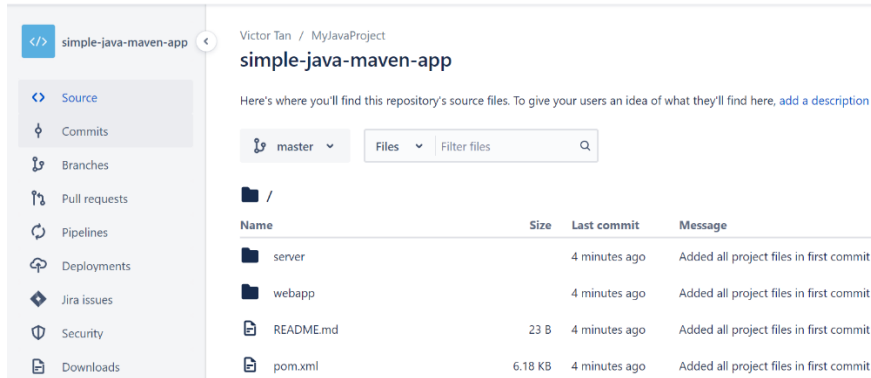 </> simple-java-maven-app
Source
Commits
Branches
Pull requests
Pipelines
Deployments
Jira issues
Security
Downloads
Victor Tan / MyJavaProject
simple-java-maven-app
Here's where you'll find this repository's source files. To give your users an idea of what they'll find here, add a description
master Files Filter files
/
Name Size Last commit Message
server 4 minutes ago Added all project files in first commit
webapp 4 minutes ago Added all project files in first commit
README.md 23 B 4 minutes ago Added all project files in first commit
pom.xml 6.18 KB 4 minutes ago Added all project files in first commit